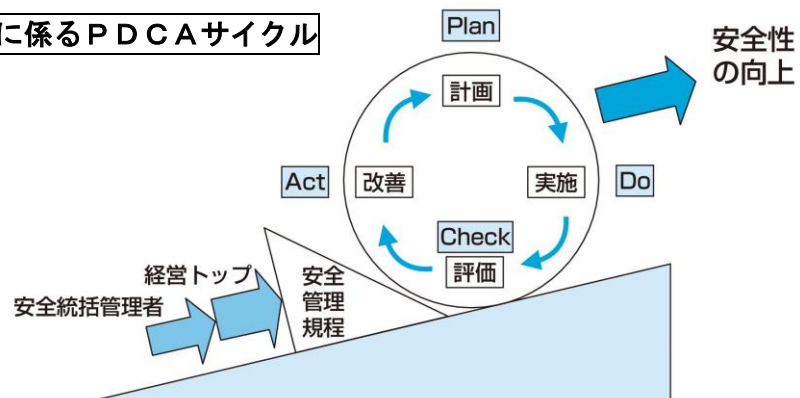 に係るＰＤＣＡサイクル
Plan
計画
安全性
の向上
Act
改善
実施
Do
Check
評価
経営トップ
安全統括管理者
安全
管理
規程